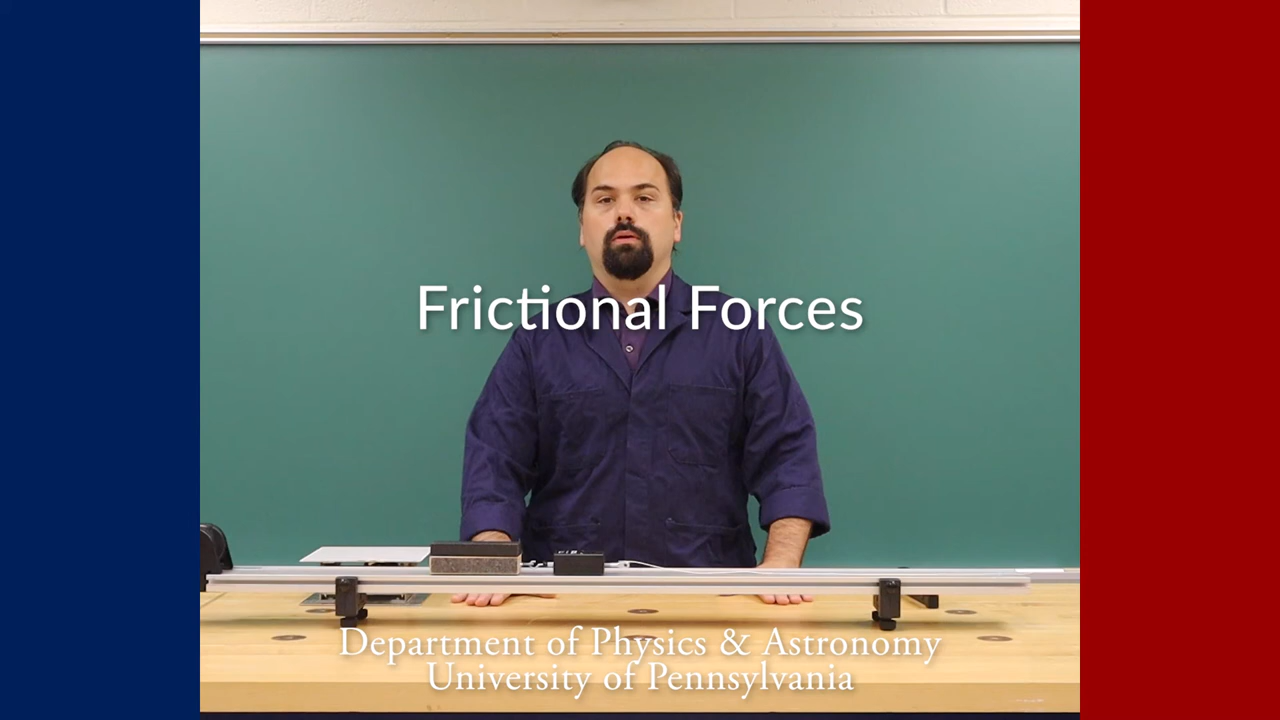 Frictional Forces
Department of Physics & Astronomy
University of Pennsylvania